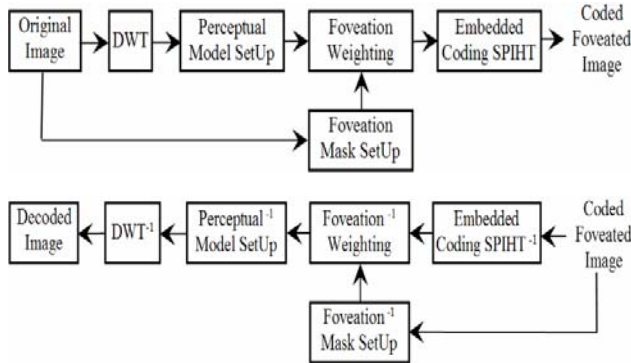 Original
Image
DWT
Perceptual
Model SetUp
Foveation
Weighting
Embedded
Coding SPIHT
Coded
Foveated
Image
Foveation
Mask SetUp
Decoded
Image
DWT⁻¹
Perceptual⁻¹
Model SetUp
Foveation⁻¹
Weighting
Embedded
Coding SPIHT⁻¹
Coded
Foveated
Image
Foveation⁻¹
Mask SetUp